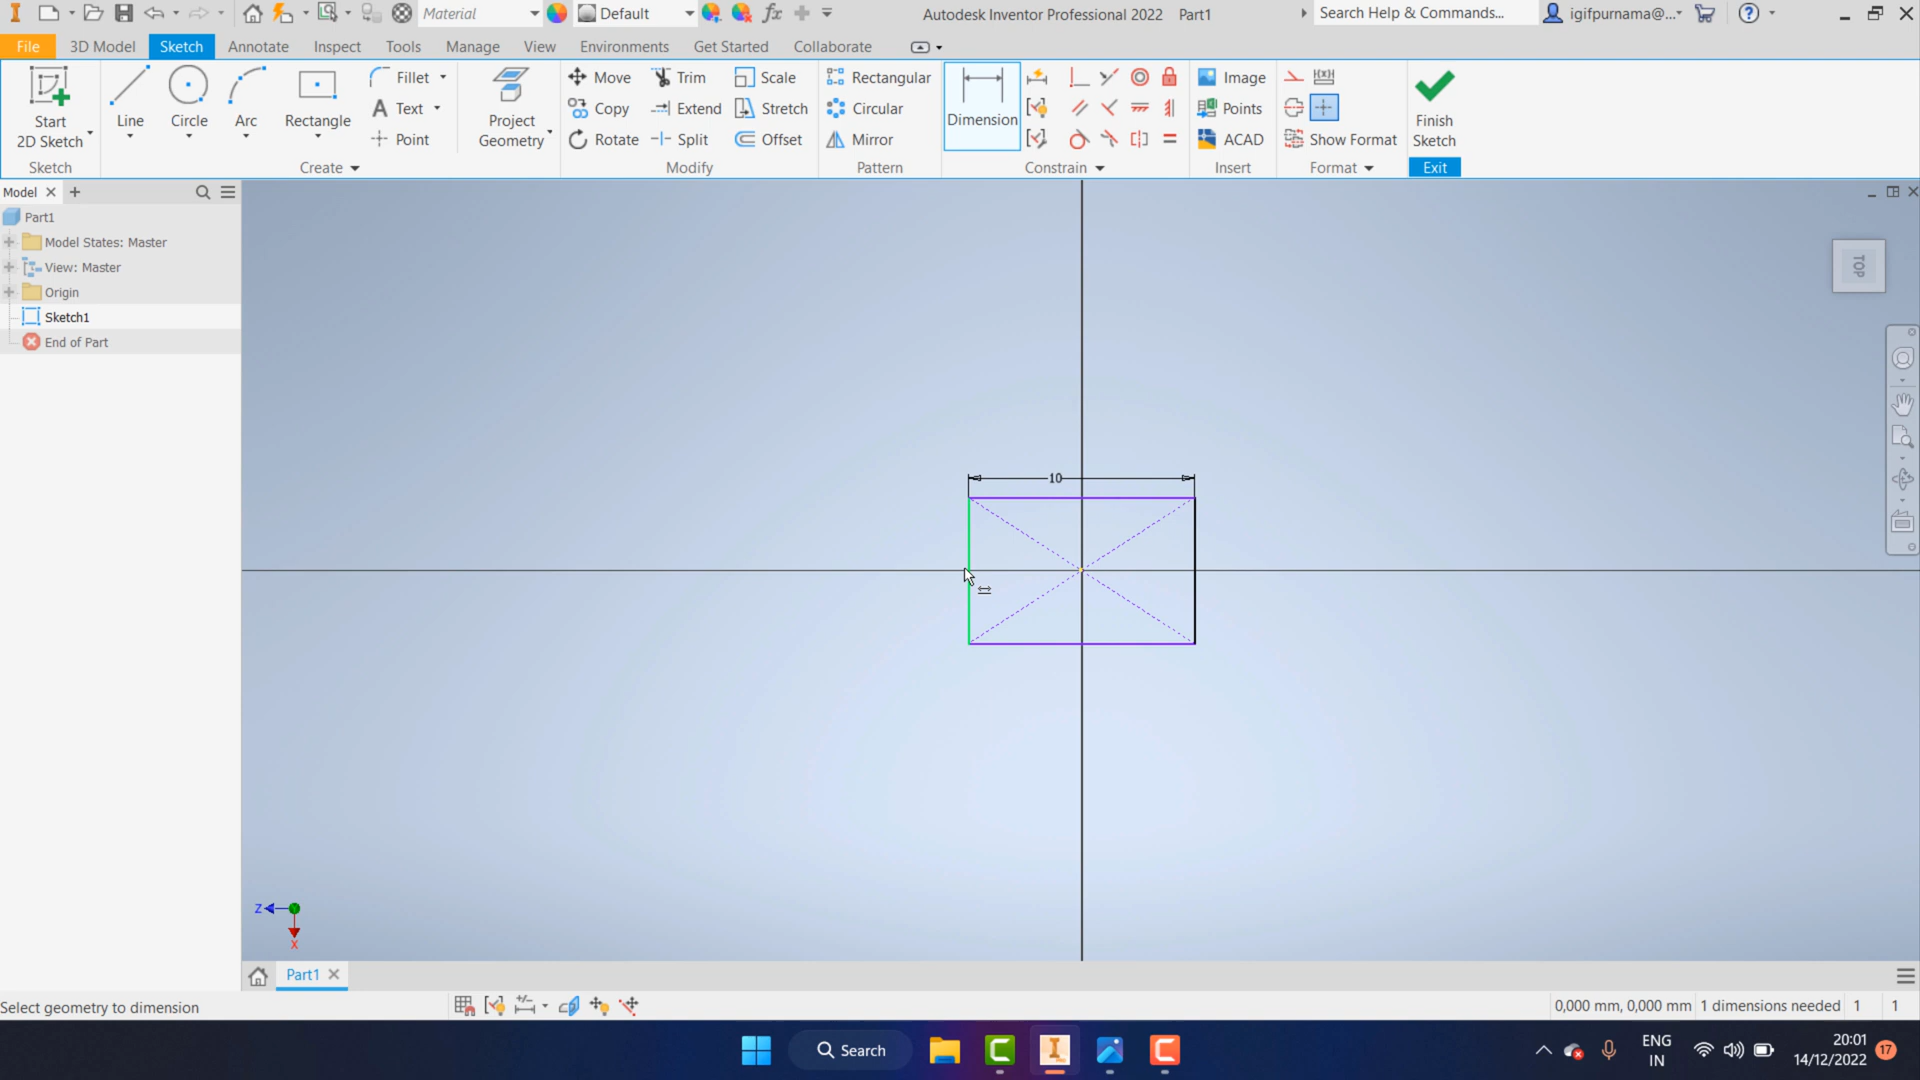 Material
Default
fx
Autodesk Inventor Professional 2022 Part1
Search Help & Commands...
igifpurnama@...
File
3D Model
Sketch
Annotate
Inspect
Tools
Manage
View
Environments
Get Started
Collaborate
Start
2D Sketch
Sketch
Line
Circle
Arc
Rectangle
Fillet
Text
Point
Create
Project
Geometry
Move
Copy
Rotate
Trim
Extend
Split
Scale
Stretch
Offset
Modify
Rectangular
Circular
Mirror
Pattern
Dimension
Constrain
Image
Points
ACAD
Insert
Show Format
Format
Finish
Sketch
Exit
Model
Part1
Model States: Master
View: Master
Origin
Sketch1
End of Part
TOP
10
Z
X
Part1
Select geometry to dimension
0,000 mm, 0,000 mm
1 dimensions needed
1
1
Search
ENG
IN
20:01
14/12/2022
17